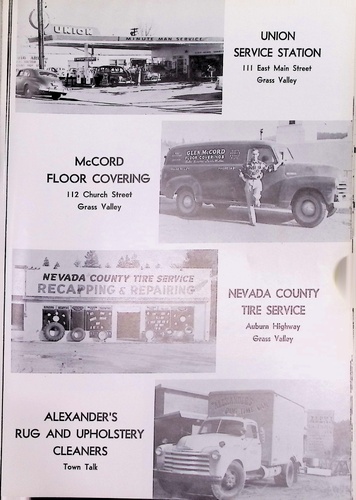 UNION
MINUTE MAN SERVICE
UNION
SERVICE STATION
111 East Main Street
Grass Valley
McCORD
FLOOR COVERING
112 Church Street
Grass Valley
GLEN McCORD
FLOOR COVERINGS
NEVADA COUNTY TIRE SERVICE
RECAPPING & REPAIRING
NEVADA COUNTY
TIRE SERVICE
Auburn Highway
Grass Valley
ALEXANDER'S
RUG AND UPHOLSTERY
CLEANERS
Town Talk